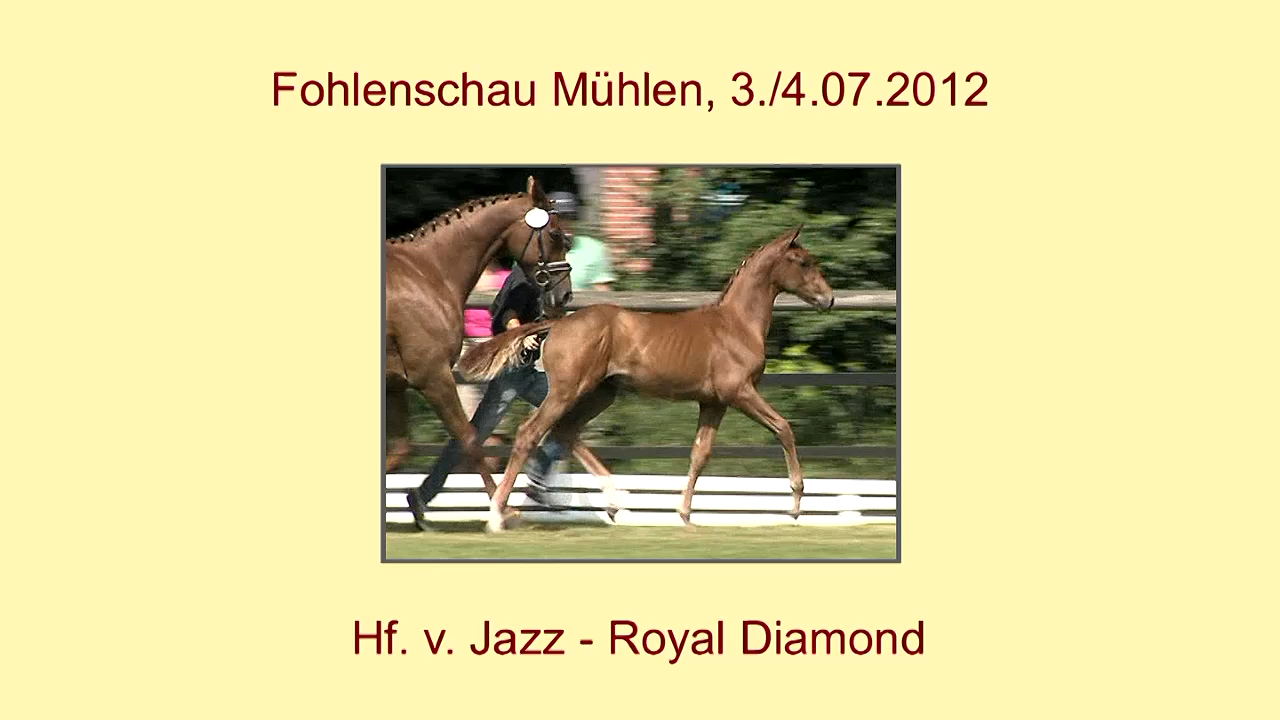 Fohlenschau Mühlen, 3./4.07.2012
Hf. v. Jazz - Royal Diamond